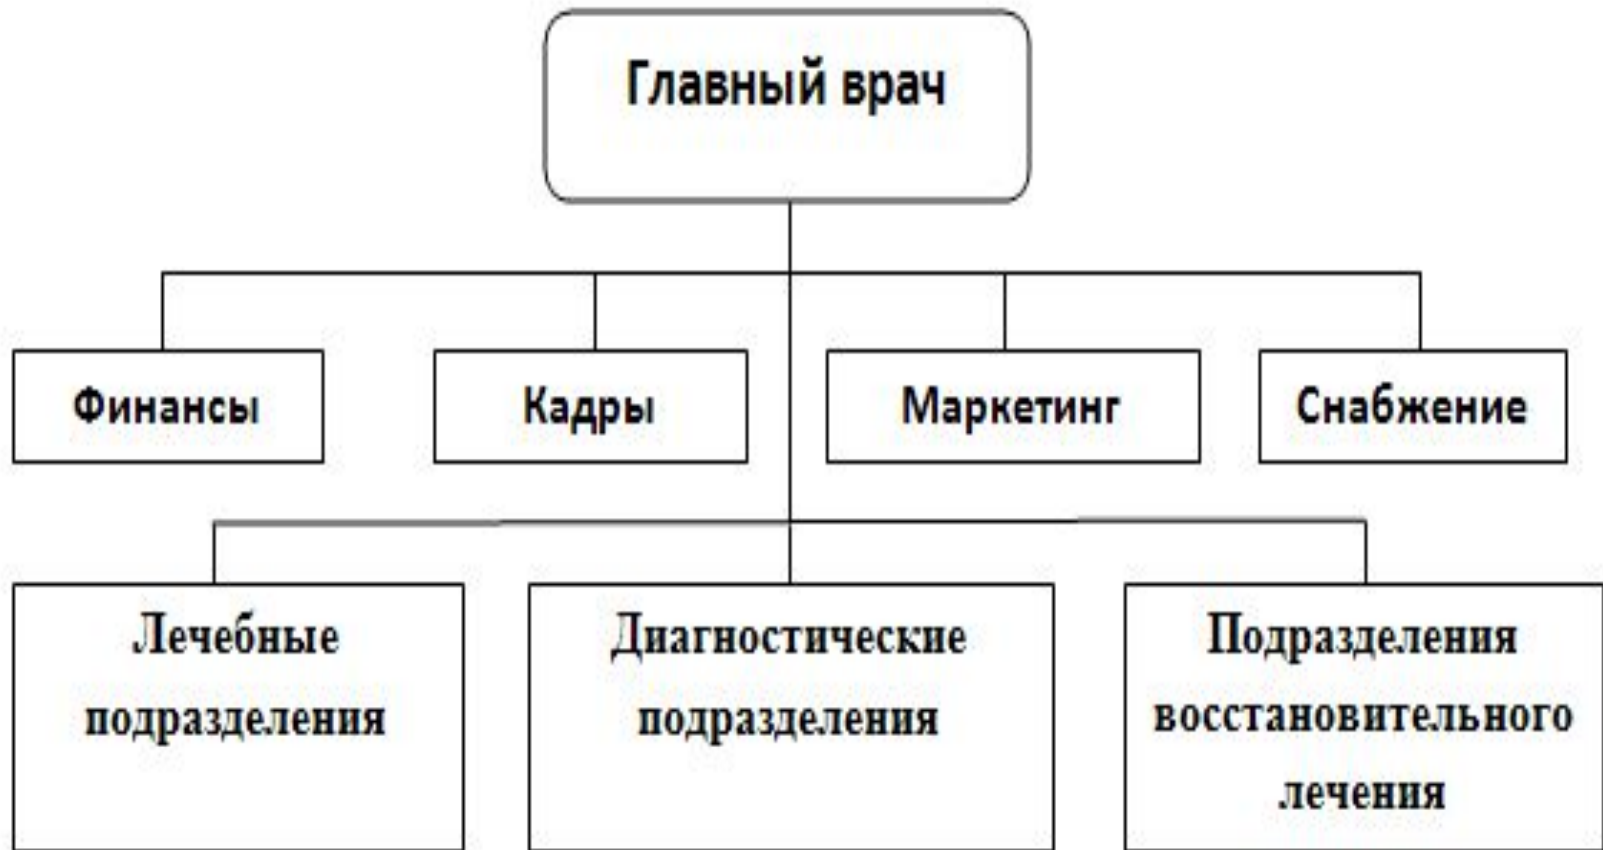 Главный врач
Финансы
Кадры
Маркетинг
Снабжение
Лечебные
подразделения
Диагностические
подразделения
Подразделения
восстановительного
лечения